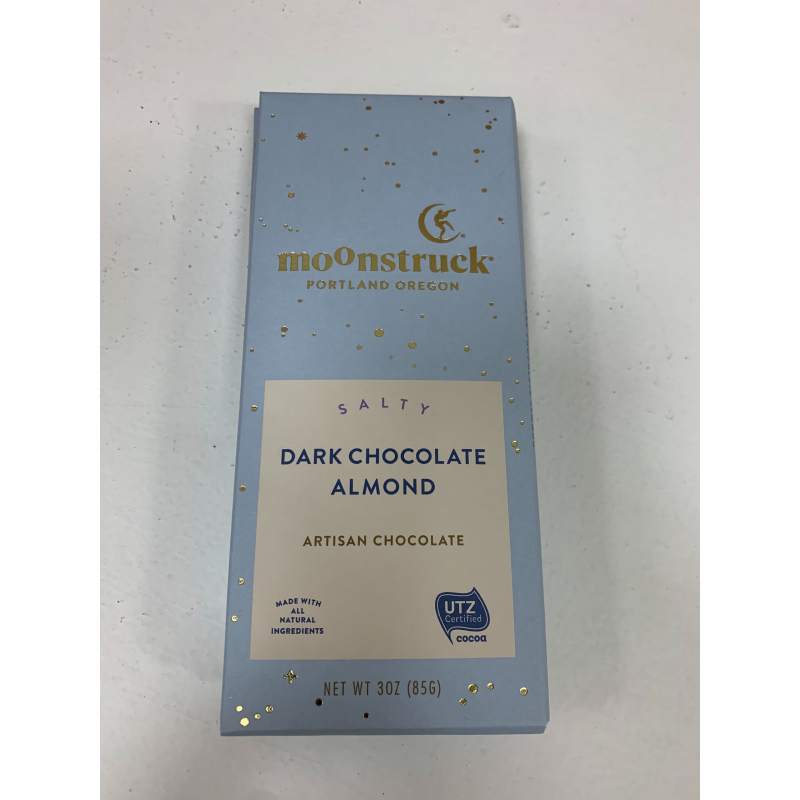 moonstruck
PORTLAND OREGON
SALTY
DARK CHOCOLATE
ALMOND
ARTISAN CHOCOLATE
MADE WITH
ALL
NATURAL
INGREDIENTS
UTZ
Certified
cocoa
NET WT 3OZ (85G)